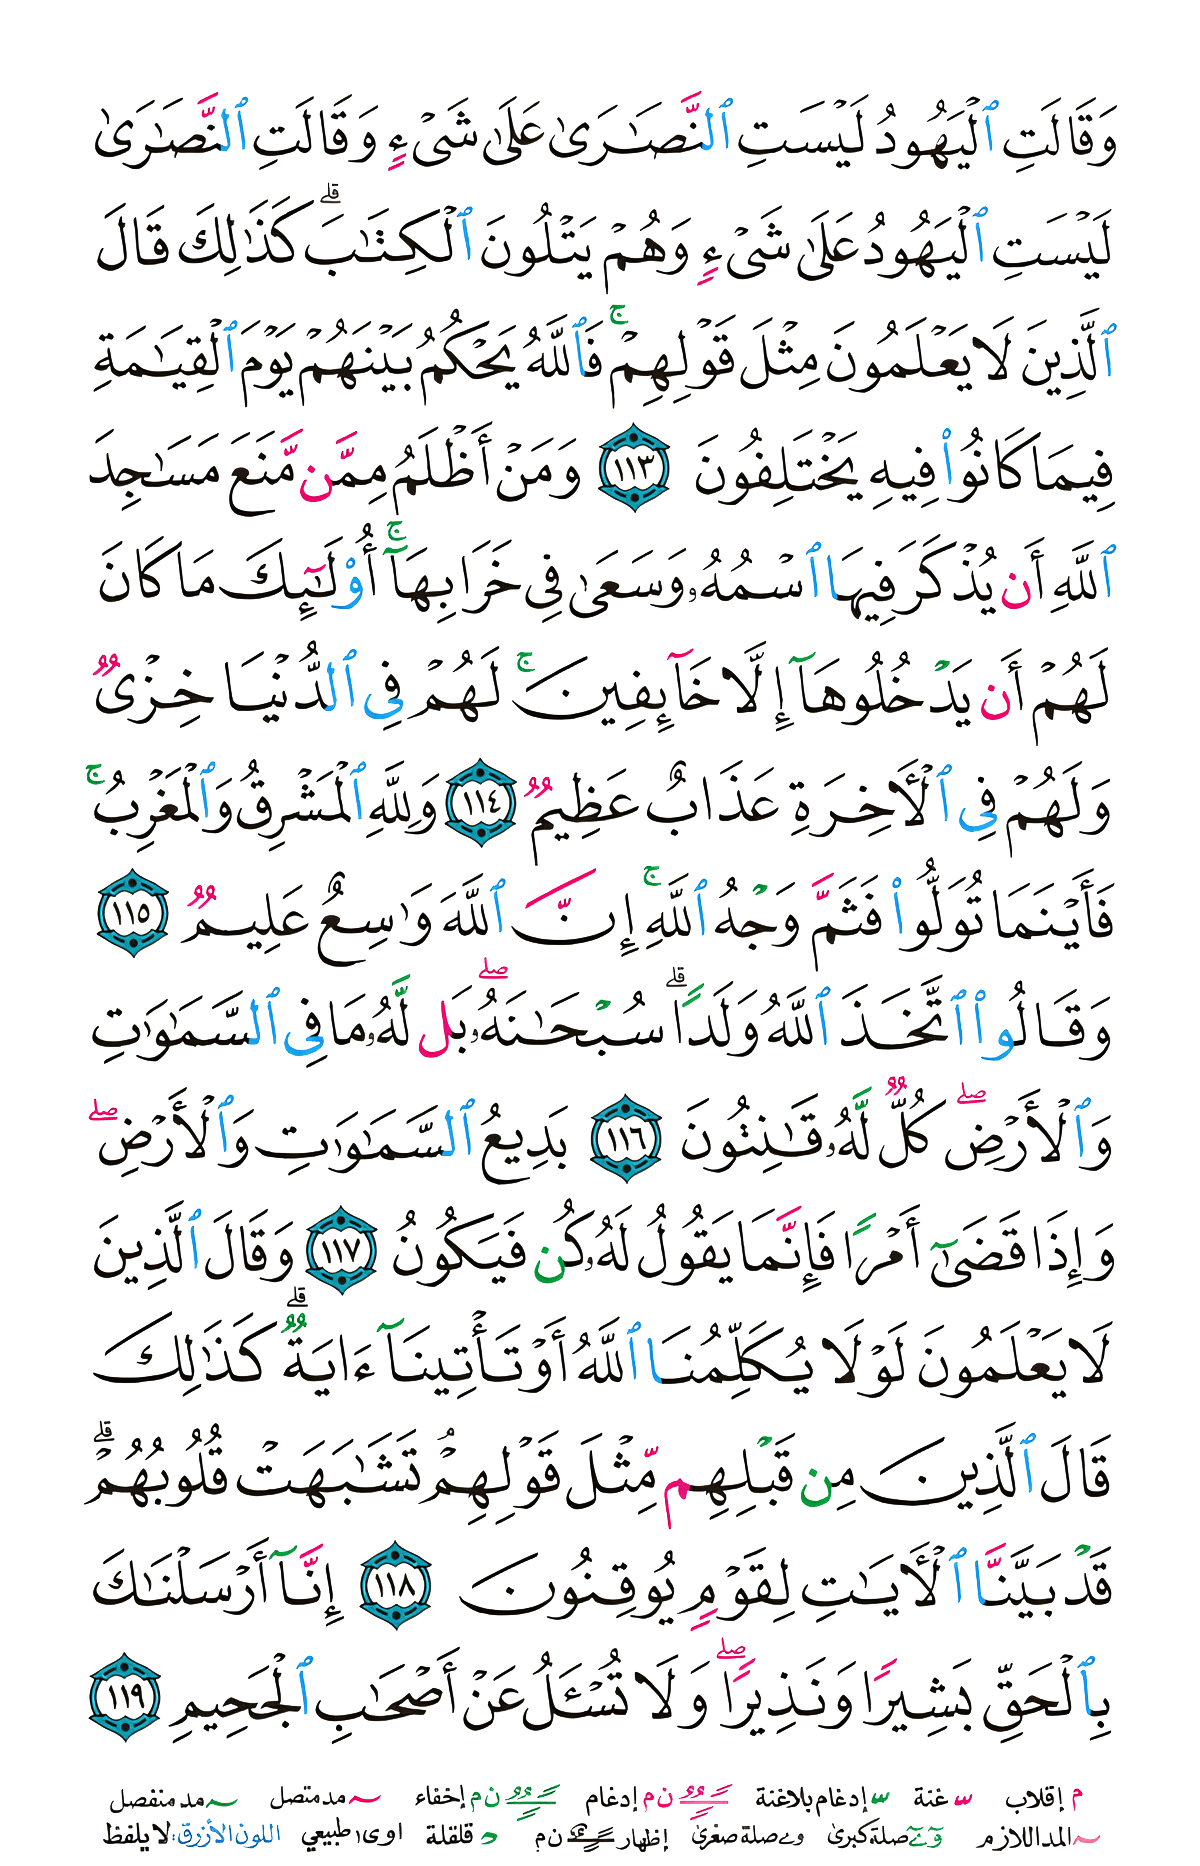 وَقَالَتِ ٱلْيَهُودُ لَيْسَتِ ٱلنَّصَـٰرَىٰ عَلَىٰ شَىْءٍ وَقَالَتِ ٱلنَّصَـٰرَىٰ
لَيْسَتِ ٱلْيَهُودُ عَلَىٰ شَىْءٍ وَهُمْ يَتْلُونَ ٱلْكِتَـٰبَ ۗ كَذَٰلِكَ قَالَ
ٱلَّذِينَ لَا يَعْلَمُونَ مِثْلَ قَوْلِهِمْ ۚ فَٱللَّهُ يَحْكُمُ بَيْنَهُمْ يَوْمَ ٱلْقِيَـٰمَةِ
فِيمَا كَانُوا۟ فِيهِ يَخْتَلِفُونَ ١١٣ وَمَنْ أَظْلَمُ مِمَّن مَّنَعَ مَسَـٰجِدَ
ٱللَّهِ أَن يُذْكَرَ فِيهَا ٱسْمُهُۥ وَسَعَىٰ فِى خَرَابِهَآ ۚ أُو۟لَـٰٓئِكَ مَا كَانَ
لَهُمْ أَن يَدْخُلُوهَآ إِلَّا خَآئِفِينَ ۚ لَهُمْ فِى ٱلدُّنْيَا خِزْىٌ
وَلَهُمْ فِى ٱلْـَٔاخِرَةِ عَذَابٌ عَظِيمٌ ١١٤ وَلِلَّهِ ٱلْمَشْرِقُ وَٱلْمَغْرِبُ ۚ
فَأَيْنَمَا تُوَلُّوا۟ فَثَمَّ وَجْهُ ٱللَّهِ ۚ إِنَّ ٱللَّهَ وَٰسِعٌ عَلِيمٌ ١١٥
وَقَالُوا۟ ٱتَّخَذَ ٱللَّهُ وَلَدًا ۗ سُبْحَـٰنَهُۥ ۖ بَل لَّهُۥ مَا فِى ٱلسَّمَـٰوَٰتِ
وَٱلْأَرْضِ ۖ كُلٌّ لَّهُۥ قَـٰنِتُونَ ١١٦ بَدِيعُ ٱلسَّمَـٰوَٰتِ وَٱلْأَرْضِ ۖ
وَإِذَا قَضَىٰٓ أَمْرًا فَإِنَّمَا يَقُولُ لَهُۥ كُن فَيَكُونُ ١١٧ وَقَالَ ٱلَّذِينَ
لَا يَعْلَمُونَ لَوْلَا يُكَلِّمُنَا ٱللَّهُ أَوْ تَأْتِينَآ ءَايَةٌ ۗ كَذَٰلِكَ
قَالَ ٱلَّذِينَ مِن قَبْلِهِم مِّثْلَ قَوْلِهِمْ ۘ تَشَـٰبَهَتْ قُلُوبُهُمْ ۗ
قَدْ بَيَّنَّا ٱلْـَٔايَـٰتِ لِقَوْمٍ يُوقِنُونَ ١١٨ إِنَّآ أَرْسَلْنَـٰكَ
بِٱلْحَقِّ بَشِيرًا وَنَذِيرًا ۖ وَلَا تُسْـَٔلُ عَنْ أَصْحَـٰبِ ٱلْجَحِيمِ ١١٩
م إقلاب غنة إدغام بلاغنة ن م إدغام ن م إخفاء مد متصل مد منفصل
المد اللازم صلة كبرى و ے صلة صغرى إظهار ن م قلقلة ا و ى طبيعي اللون الأزرق: لا يلفظ